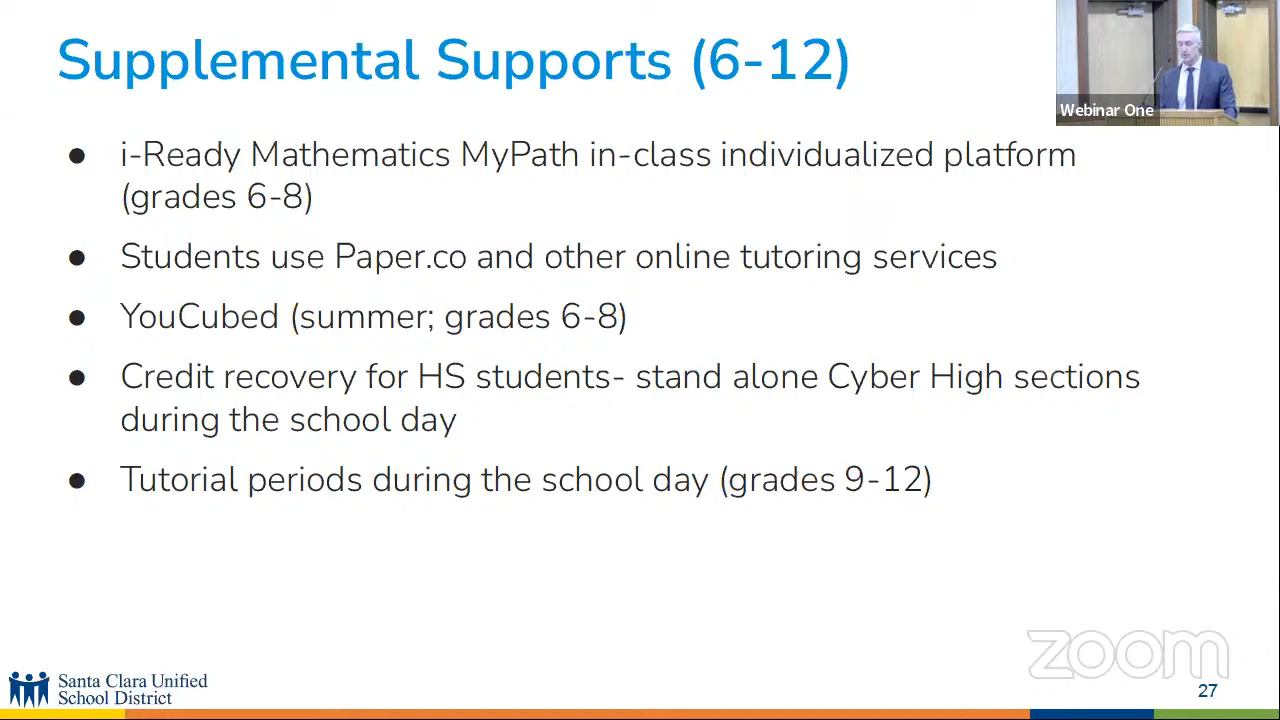 Supplemental Supports (6-12)
Webinar One
● i-Ready Mathematics MyPath in-class individualized platform
(grades 6-8)
● Students use Paper.co and other online tutoring services
● YouCubed (summer; grades 6-8)
● Credit recovery for HS students- stand alone Cyber High sections
during the school day
● Tutorial periods during the school day (grades 9-12)
zoom
Santa Clara Unified
School District
27